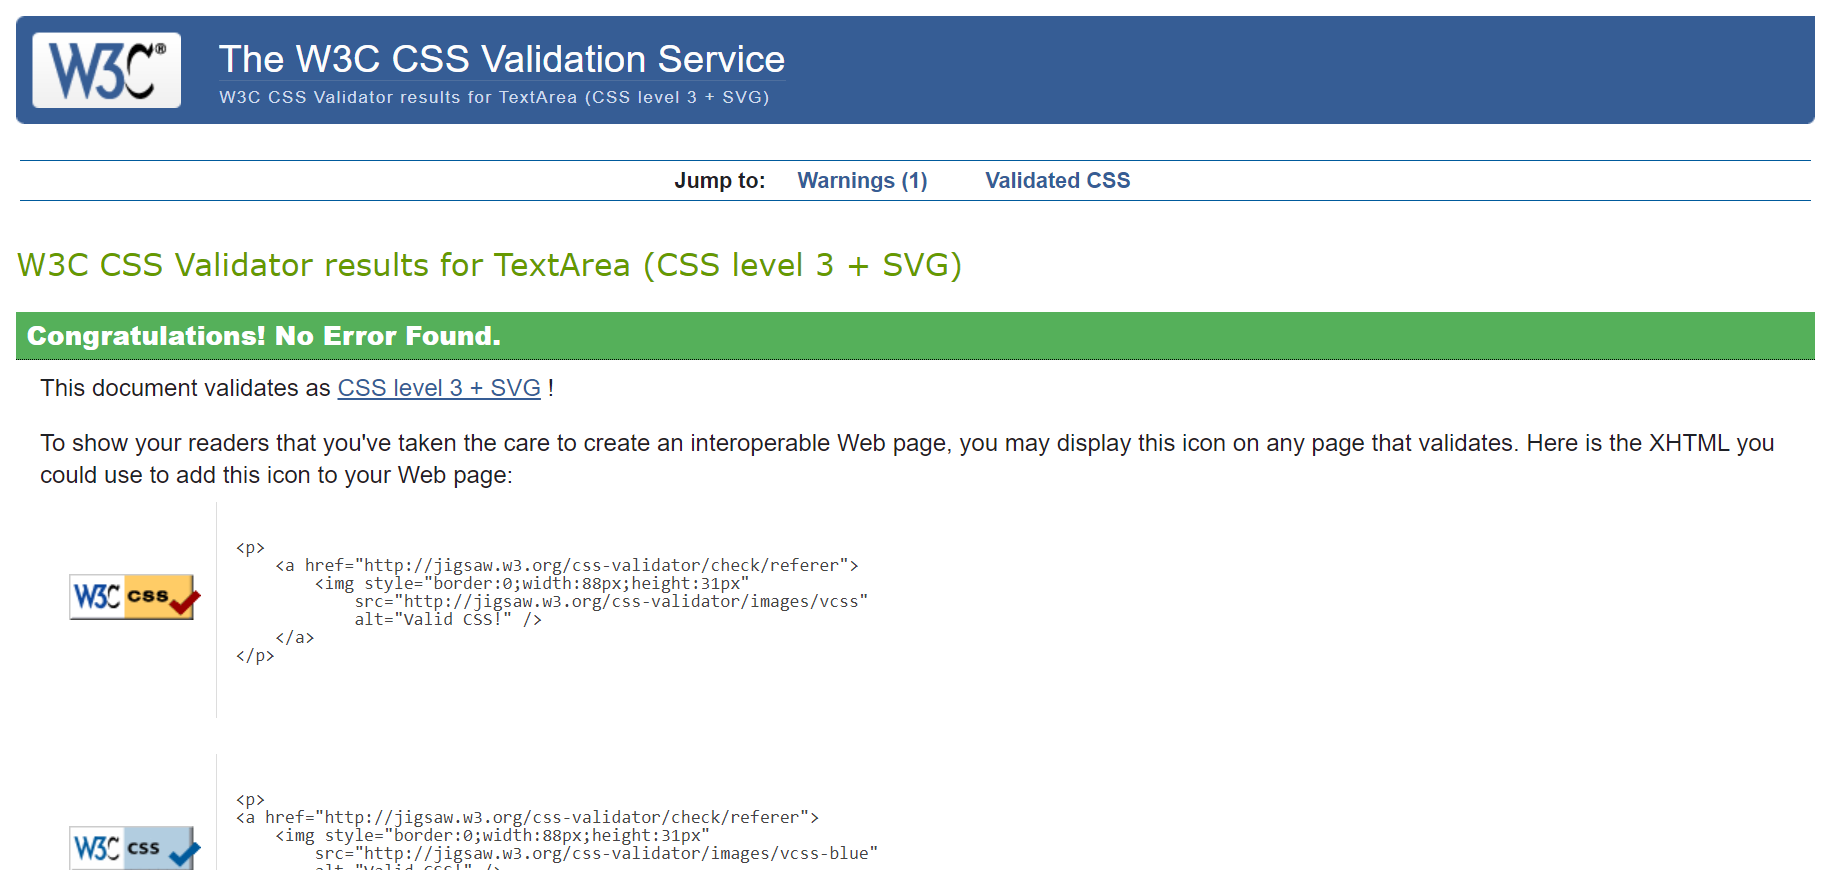 W3C®
The W3C CSS Validation Service
W3C CSS Validator results for TextArea (CSS level 3 + SVG)
Jump to: Warnings (1) Validated CSS
W3C CSS Validator results for TextArea (CSS level 3 + SVG)
Congratulations! No Error Found.
This document validates as CSS level 3 + SVG !
To show your readers that you've taken the care to create an interoperable Web page, you may display this icon on any page that validates. Here is the XHTML you
could use to add this icon to your Web page:
<p>
<a href="http://jigsaw.w3.org/css-validator/check/referer">
<img style="border:0;width:88px;height:31px"
W3C css
src="http://jigsaw.w3.org/css-validator/images/vcss"
alt="Valid CSS!" />
</a>
</p>
<p>
<a href="http://jigsaw.w3.org/css-validator/check/referer">
<img style="border:0;width:88px;height:31px"
W3C css
src="http://jigsaw.w3.org/css-validator/images/vcss-blue"
alt="Valid CSS!" />